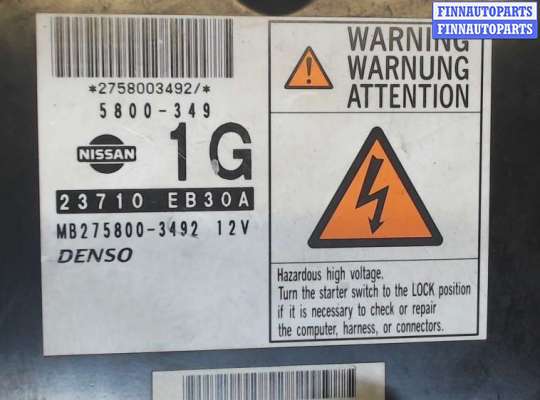 FINNAUTOPARTS
FINNAUTOPARTS
*2758003492/*
5800-349
NISSAN
1G
23710 EB30A
MB275800-3492 12V
DENSO
WARNING
WARNUNG
ATTENTION
Hazardous high voltage.
Turn the starter switch to the LOCK position
if it is necessary to check or repair
the computer, harness, or connectors.